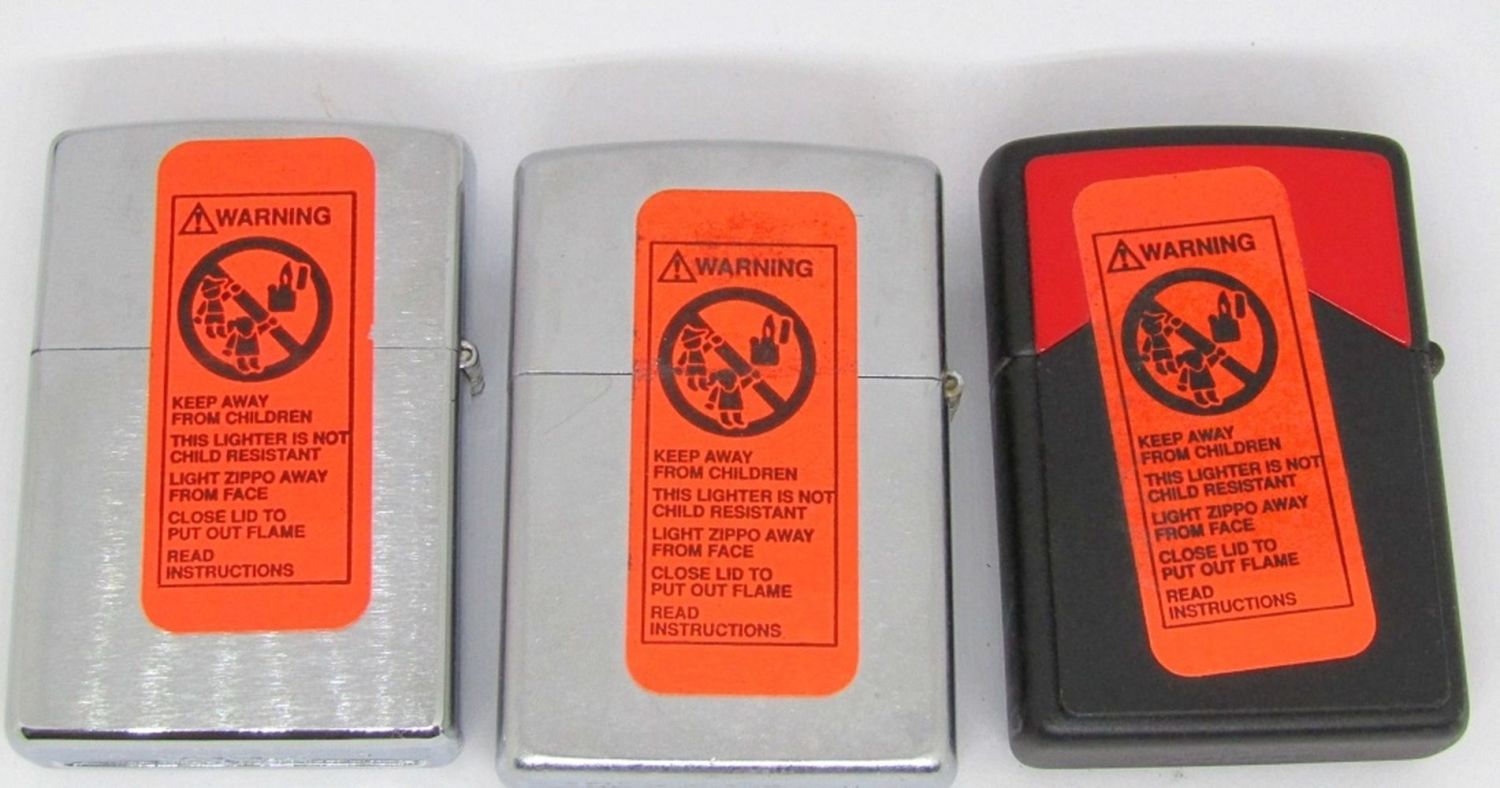 WARNING
KEEP AWAY
FROM CHILDREN
THIS LIGHTER IS NOT
CHILD RESISTANT
LIGHT ZIPPO AWAY
FROM FACE
CLOSE LID TO
PUT OUT FLAME
READ
INSTRUCTIONS
WARNING
KEEP AWAY
FROM CHILDREN
THIS LIGHTER IS NOT
CHILD RESISTANT
LIGHT ZIPPO AWAY
FROM FACE
CLOSE LID TO
PUT OUT FLAME
READ
INSTRUCTIONS
WARNING
KEEP AWAY
FROM CHILDREN
THIS LIGHTER IS NOT
CHILD RESISTANT
LIGHT ZIPPO AWAY
FROM FACE
CLOSE LID TO
PUT OUT FLAME
READ
INSTRUCTIONS